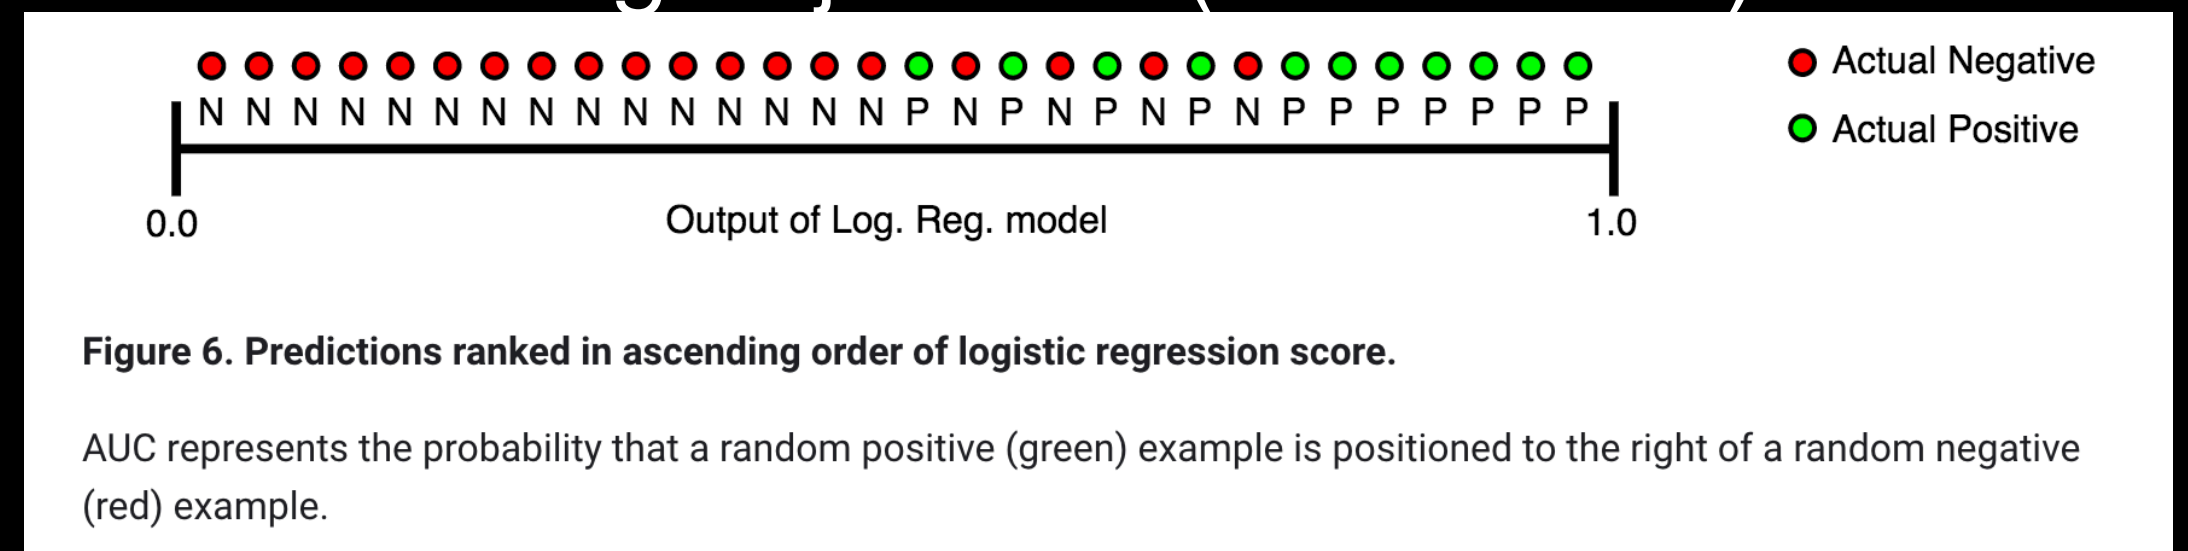 Actual Negative
N N N N N N N N N N N N N N N P N P N P N P N P P P P P P P
Actual Positive
0.0
Output of Log. Reg. model
1.0
Figure 6. Predictions ranked in ascending order of logistic regression score.
AUC represents the probability that a random positive (green) example is positioned to the right of a random negative
(red) example.